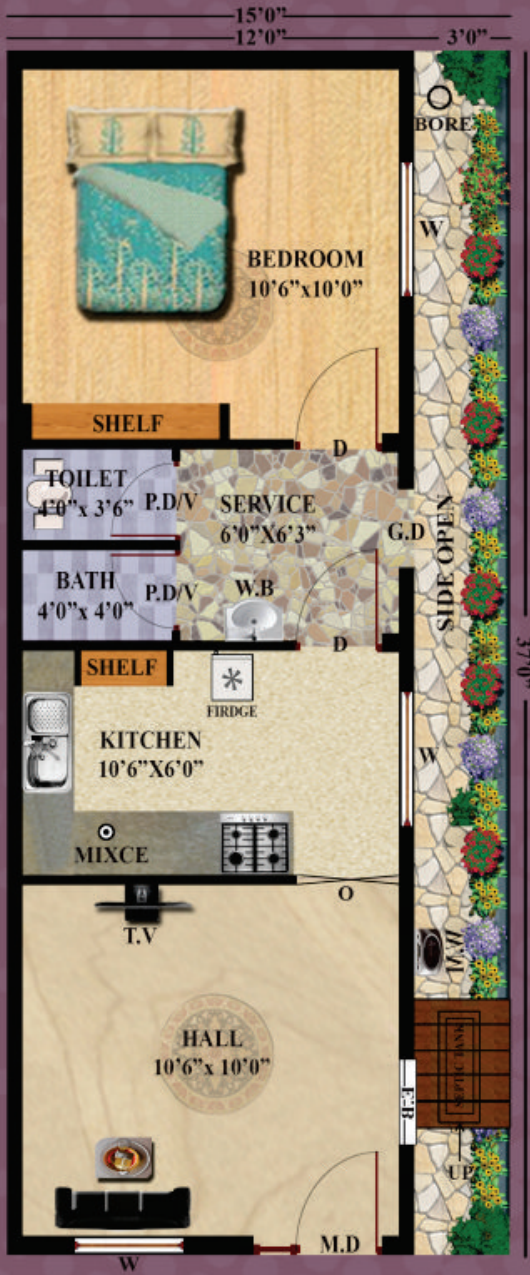 15’0”
12’0”
3’0”
BORE
W
BEDROOM
10’6”x10’0”
SHELF
D
TOILET
4’0”x 3’6”
P.D/V
SERVICE
6’0”X6’3”
G.D
SIDE OPEN
BATH
4’0”x 4’0”
P.D/V
W.B
D
SHELF
FIRDGE
37’0”
KITCHEN
10’6”X6’0”
W
MIXCE
O
T.V
M.W
HALL
10’6”x 10’0”
SEPTIC TANK
E.B
UP
M.D
W